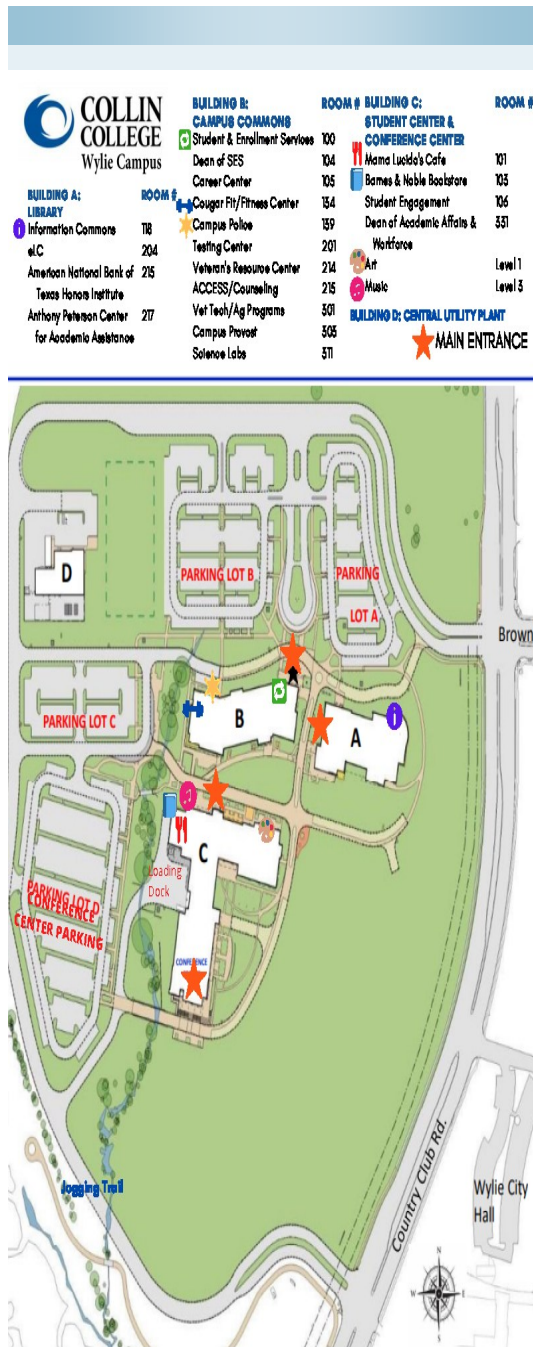 COLLIN
COLLEGE
Wylie Campus
BUILDING A: ROOM #
LIBRARY
Information Commons 118
eLC 204
American National Bank of 215
Texas Honors Institute
Anthony Peterson Center 217
for Academic Assistance
BUILDING B: ROOM #
CAMPUS COMMONS
Student & Enrollment Services 100
Dean of SES 104
Career Center 105
Cougar Fit/Fitness Center 134
Campus Police 139
Testing Center 201
Veteran's Resource Center 214
ACCESS/Counseling 215
Vet Tech/Ag Programs 301
Campus Provost 303
Science Labs 311
BUILDING C: ROOM #
STUDENT CENTER &
CONFERENCE CENTER
Mama Lucido's Cafe 101
Barnes & Noble Bookstore 103
Student Engagement 106
Dean of Academic Affairs & 331
Workforce
Art Level 1
Music Level 3
BUILDING D: CENTRAL UTILITY PLANT
MAIN ENTRANCE
D
PARKING LOT B
PARKING
LOT A
Brown
PARKING LOT C
B
A
C
Loading
Dock
PARKING LOT D
CONFERENCE
CENTER PARKING
CONFERENCE
Jogging Trail
Country Club Rd.
Wylie City
Hall
N
W
E
S